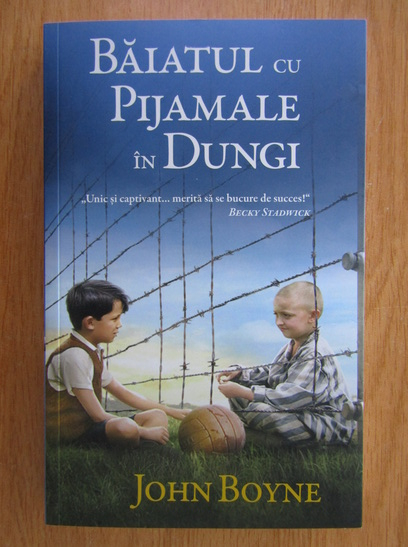 BĂIATUL CU
PIJAMALE
ÎN DUNGI
„Unic și captivant... merită să se bucure de succes!“
BECKY STADWICK
JOHN BOYNE